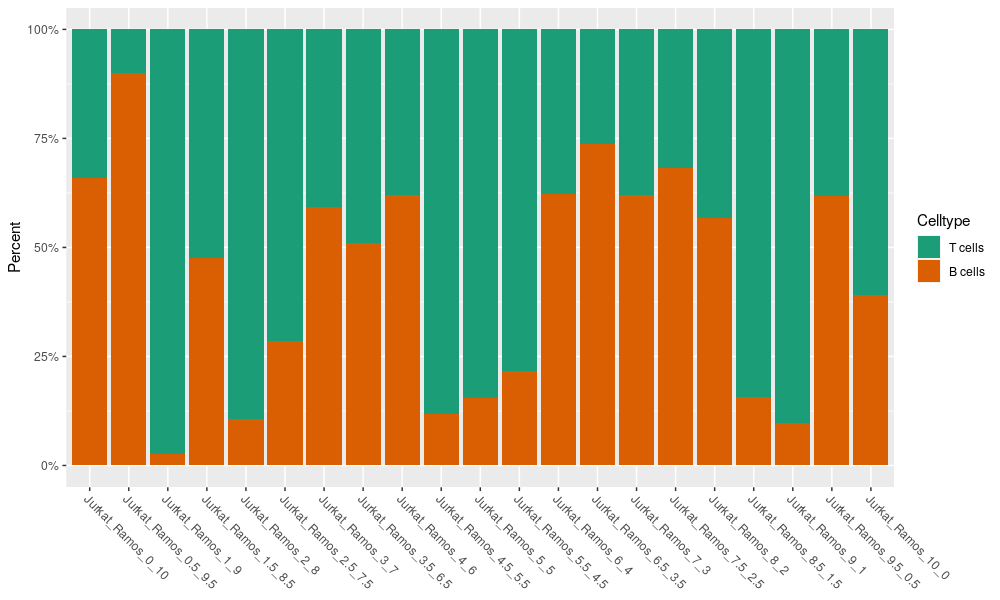 100%
75%
50%
25%
0%
Percent
Jurkat_Ramos_0_10
Jurkat_Ramos_0.5_9.5
Jurkat_Ramos_1_9
Jurkat_Ramos_1.5_8.5
Jurkat_Ramos_2_8
Jurkat_Ramos_2.5_7.5
Jurkat_Ramos_3_7
Jurkat_Ramos_3.5_6.5
Jurkat_Ramos_4_6
Jurkat_Ramos_4.5_5.5
Jurkat_Ramos_5_5
Jurkat_Ramos_5.5_4.5
Jurkat_Ramos_6_4
Jurkat_Ramos_6.5_3.5
Jurkat_Ramos_7_3
Jurkat_Ramos_7.5_2.5
Jurkat_Ramos_8_2
Jurkat_Ramos_8.5_1.5
Jurkat_Ramos_9_1
Jurkat_Ramos_9.5_0.5
Jurkat_Ramos_10_0
Celltype
T cells
B cells